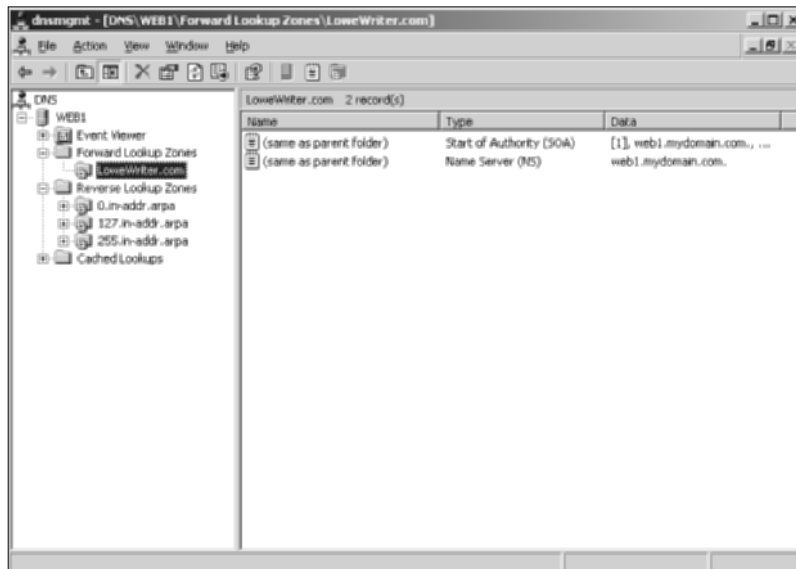 dnsmgmt - [DNS\WEB1\Forward Lookup Zones\LoweWriter.com]
File Action View Window Help
DNS
WEB1
Event Viewer
Forward Lookup Zones
LoweWriter.com
Reverse Lookup Zones
0.in-addr.arpa
127.in-addr.arpa
255.in-addr.arpa
Cached Lookups
LoweWriter.com 2 record(s)
Name Type Data
(same as parent folder) Start of Authority (SOA) [1], web1.mydomain.com., ...
(same as parent folder) Name Server (NS) web1.mydomain.com.